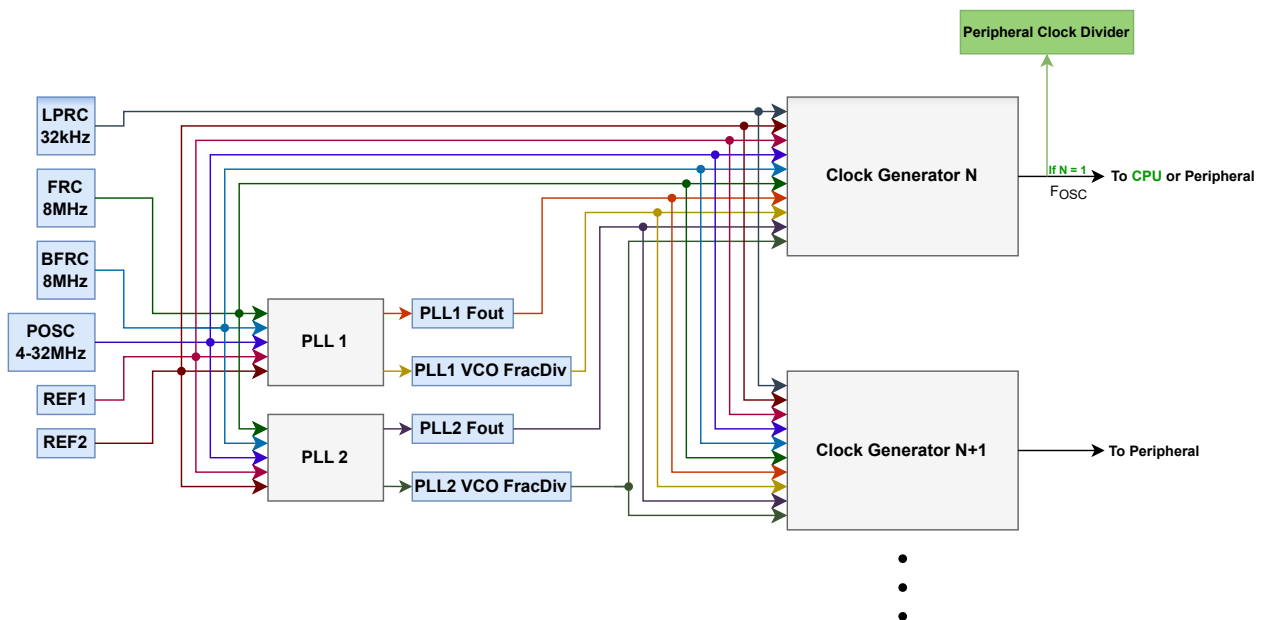 Peripheral Clock Divider
LPRC
32kHz
FRC
8MHz
BFRC
8MHz
POSC
4-32MHz
REF1
REF2
PLL 1
PLL 2
PLL1 Fout
PLL1 VCO FracDiv
PLL2 Fout
PLL2 VCO FracDiv
Clock Generator N
If N = 1
FOSC
To CPU or Peripheral
Clock Generator N+1
To Peripheral